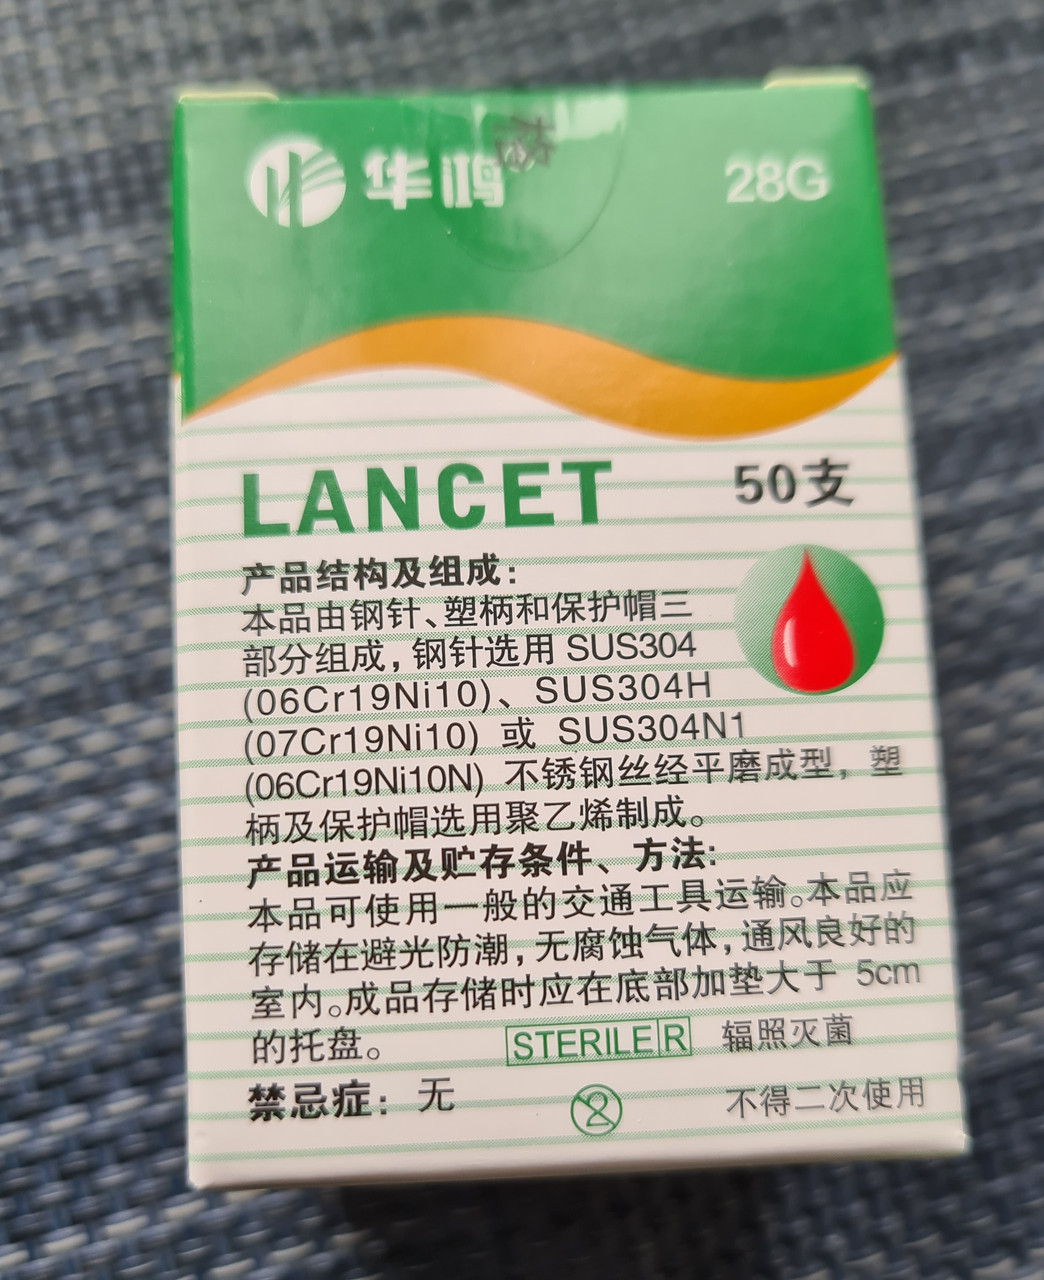 华鸿
28G
LANCET
50支
产品结构及组成：
本品由钢针、塑柄和保护帽三
部分组成，钢针选用 SUS304
(06Cr19Ni10)、SUS304H
(07Cr19Ni10) 或 SUS304N1
(06Cr19Ni10N) 不锈钢丝经平磨成型，塑
柄及保护帽选用聚乙烯制成。
产品运输及贮存条件、方法：
本品可使用一般的交通工具运输。本品应
存储在避光防潮，无腐蚀气体，通风良好的
室内。成品存储时应在底部加垫大于 5cm
的托盘。
STERILE R 辐照灭菌
禁忌症：无
2 不得二次使用